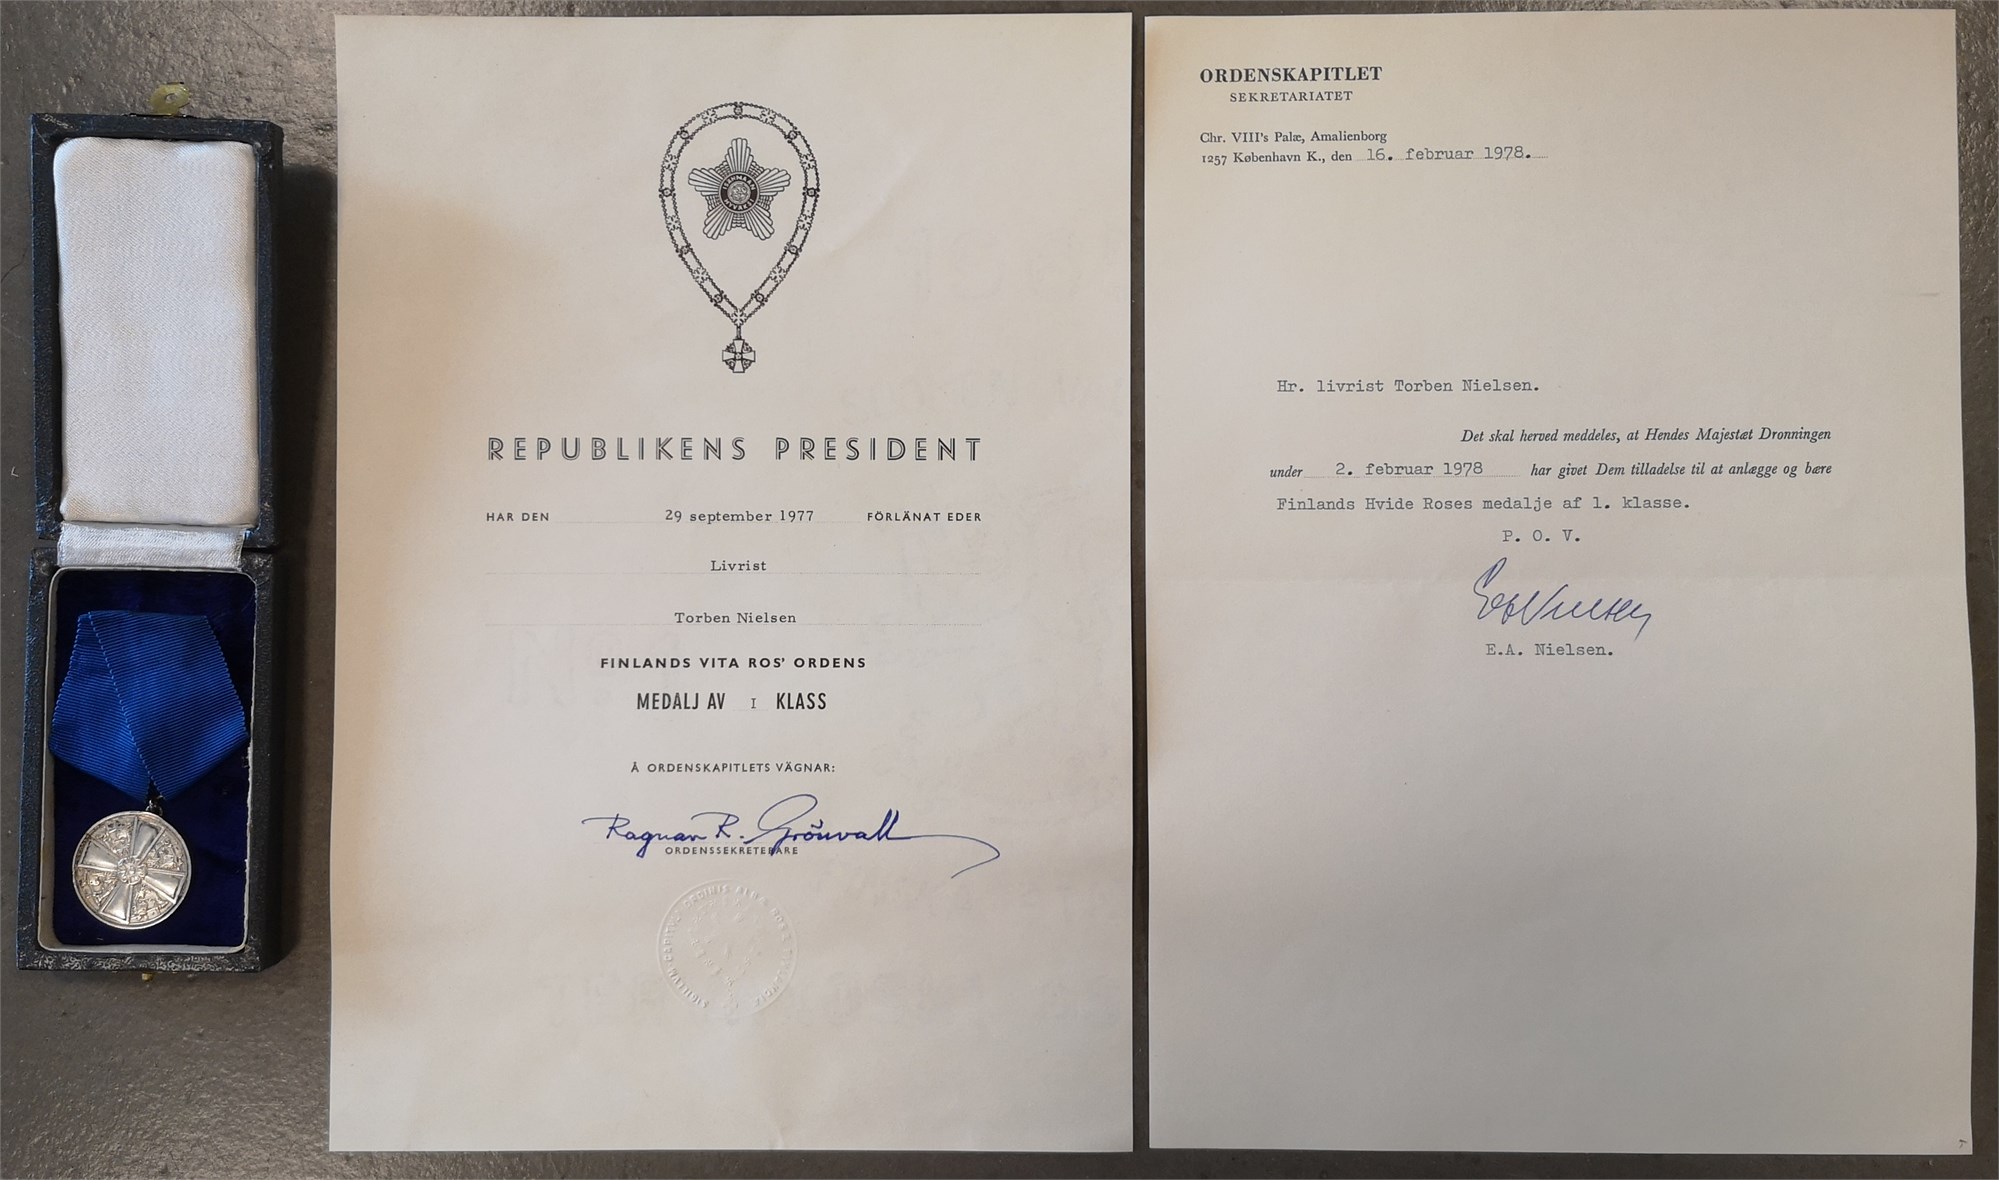 REPUBLIKENS PRESIDENT
HAR DEN 29 september 1977 FÖRLÄNAT EDER
Livrist
Torben Nielsen
FINLANDS VITA ROS' ORDENS
MEDALJ AV I KLASS
Å ORDENSKAPITLETS VÄGNAR:
Ragnar R. Grönvall
ORDENSSEKRETERARE
ORDENSKAPITLET
SEKRETARIATET
Chr. VIII's Palæ, Amalienborg
1257 København K., den 16. februar 1978.
Hr. livrist Torben Nielsen.
Det skal herved meddeles, at Hendes Majestæt Dronningen
under 2. februar 1978 har givet Dem tilladelse til at anlægge og bære
Finlands Hvide Roses medalje af 1. klasse.
P. O. V.
E.A. Nielsen.